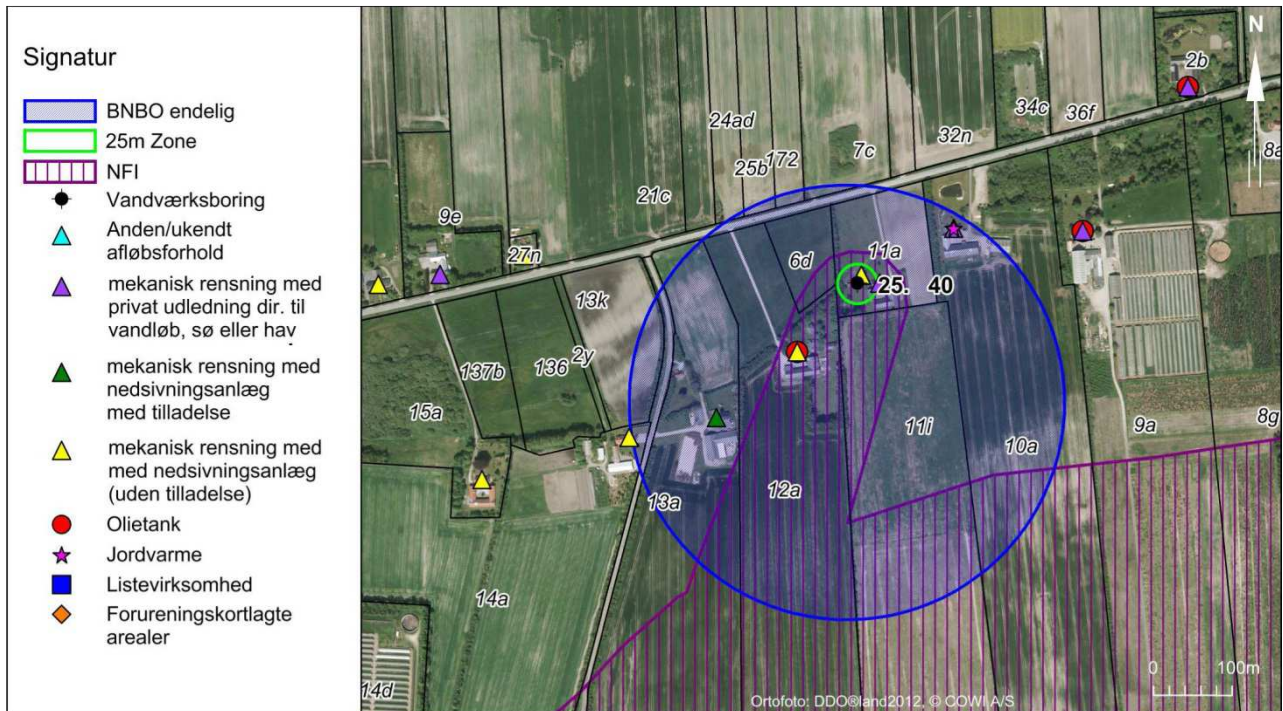 Signatur
BNBO endelig
25m Zone
NFI
Vandværksboring
Anden/ukendt
afløbsforhold
mekanisk rensning med
privat udledning dir. til
vandløb, sø eller hav
mekanisk rensning med
nedsivningsanlæg
med tilladelse
mekanisk rensning med
med nedsivningsanlæg
(uden tilladelse)
Olietank
Jordvarme
Listevirksomhed
Forureningskortlagte
arealer
N
2b
34c
36f
24ad
25b
172
7c
32n
8a
21c
9e
27n
6d
11a
25. 40
13k
2y
136
137b
15a
11i
10a
9a
8g
12a
13a
14a
14d
0 100m
Ortofoto: DDO®land2012, © COWI A/S